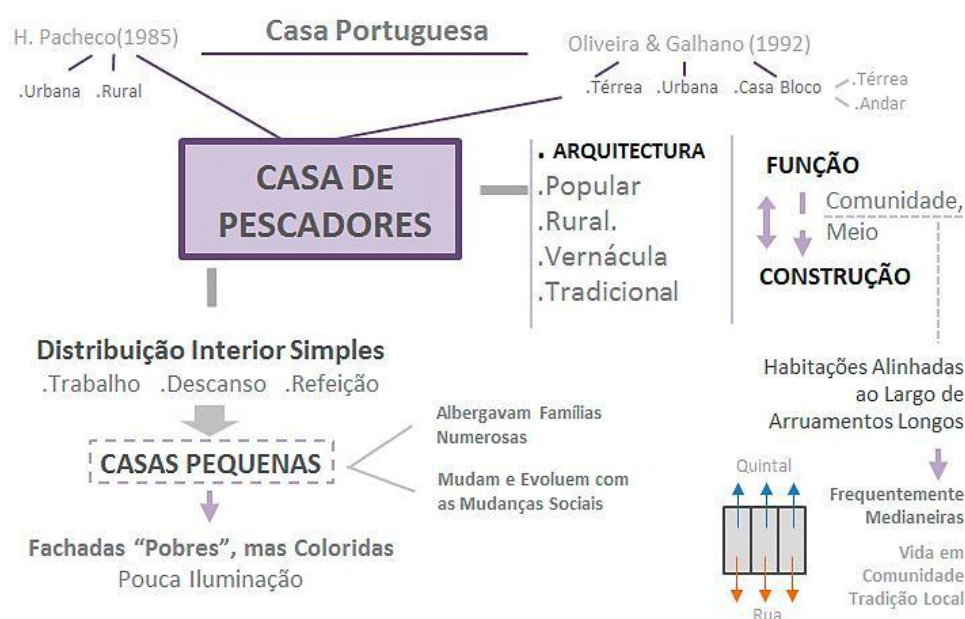 Casa Portuguesa
H. Pacheco(1985)
.Urbana .Rural
Oliveira & Galhano (1992)
.Térrea .Urbana .Casa Bloco
.Térrea
.Andar
CASA DE
PESCADORES
. ARQUITECTURA
.Popular
.Rural.
.Vernácula
.Tradicional
FUNÇÃO
Comunidade,
Meio
CONSTRUÇÃO
Distribuição Interior Simples
.Trabalho .Descanso .Refeição
CASAS PEQUENAS
Albergavam Famílias
Numerosas
Mudam e Evoluem com
as Mudanças Sociais
Fachadas “Pobres”, mas Coloridas
Pouca Iluminação
Habitações Alinhadas
ao Largo de
Arruamentos Longos
Quintal
Rua
Frequentemente
Medianeiras
Vida em
Comunidade
Tradição Local